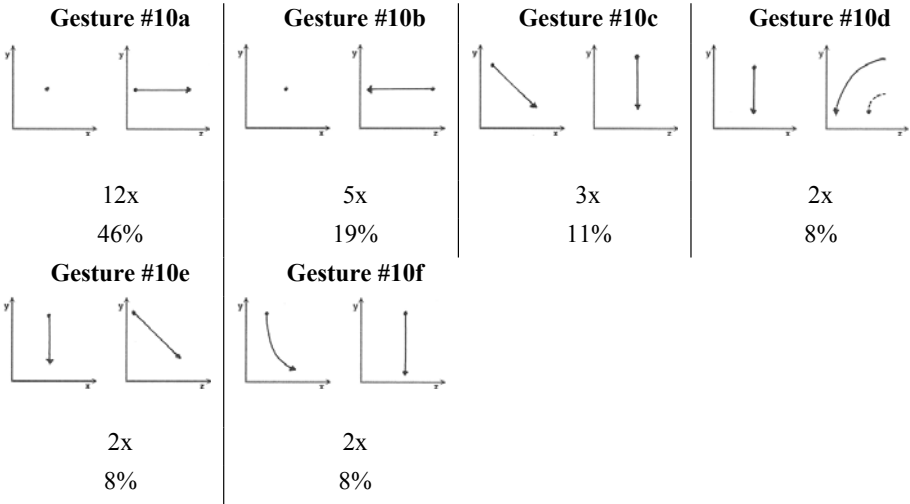 Gesture #10a Gesture #10b Gesture #10c Gesture #10d
y y y y y y y y
x z x z x z x z
12x 5x 3x 2x
46% 19% 11% 8%
Gesture #10e Gesture #10f
y y y y
x z x z
2x 2x
8% 8%